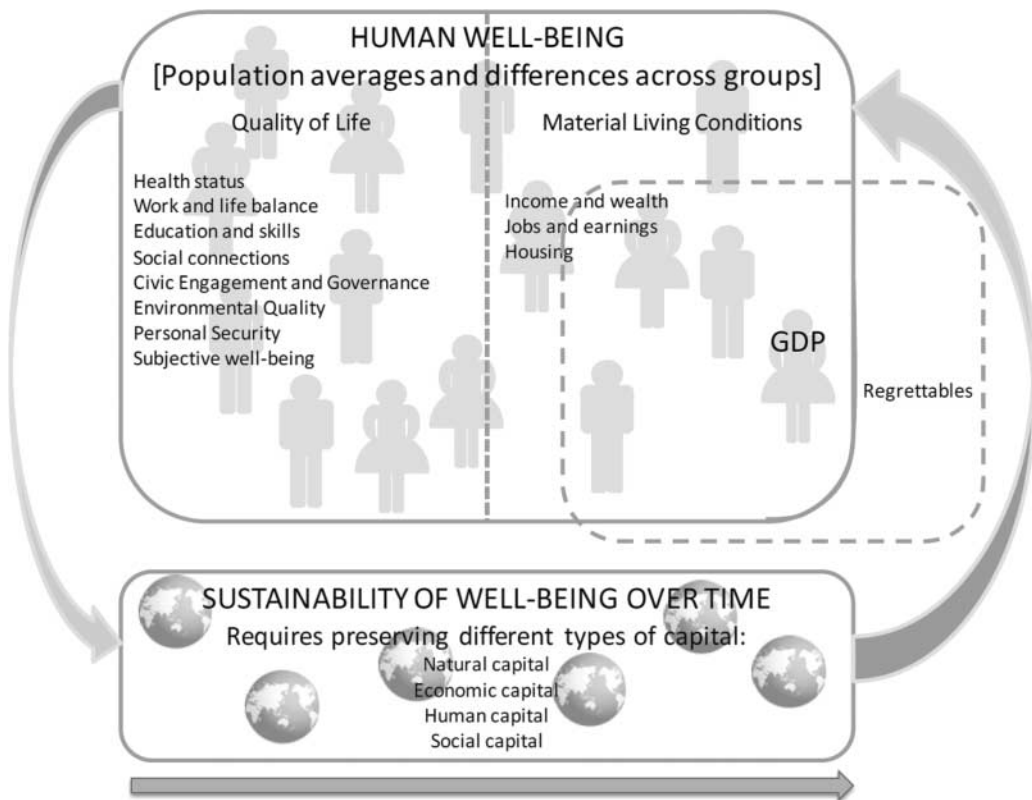 HUMAN WELL-BEING
[Population averages and differences across groups]
Quality of Life
Material Living Conditions
Health status
Work and life balance
Education and skills
Social connections
Civic Engagement and Governance
Environmental Quality
Personal Security
Subjective well-being
Income and wealth
Jobs and earnings
Housing
GDP
Regrettables
SUSTAINABILITY OF WELL-BEING OVER TIME
Requires preserving different types of capital:
Natural capital
Economic capital
Human capital
Social capital